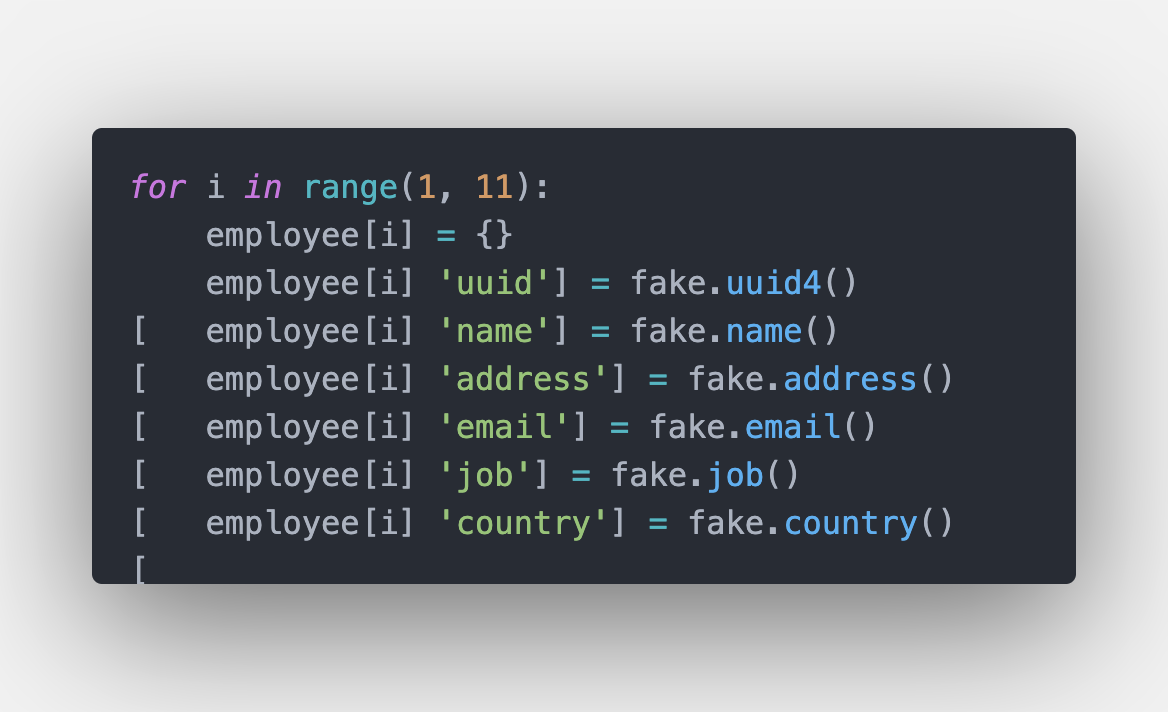 for i in range(1, 11):
    employee[i] = {}
    employee[i] 'uuid'] = fake.uuid4()
[   employee[i] 'name'] = fake.name()
[   employee[i] 'address'] = fake.address()
[   employee[i] 'email'] = fake.email()
[   employee[i] 'job'] = fake.job()
[   employee[i] 'country'] = fake.country()
[